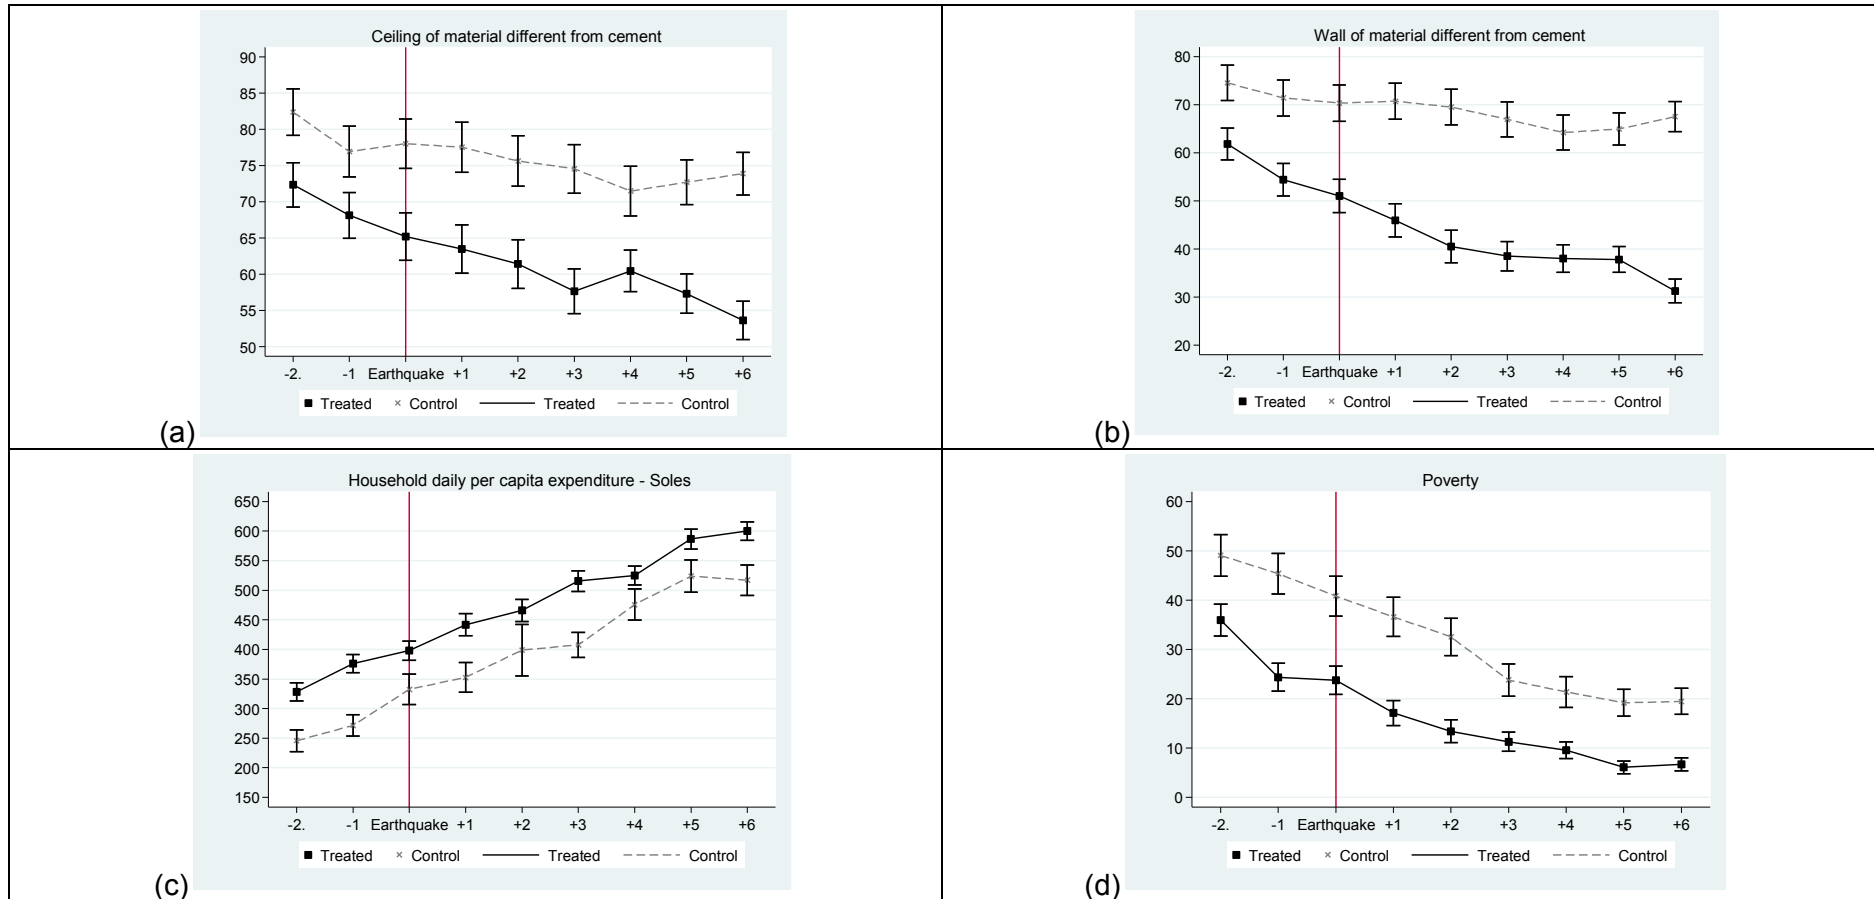 Ceiling of material different from cement
90
85
80
75
70
65
60
55
50
-2. -1 Earthquake +1 +2 +3 +4 +5 +6
Treated Control Treated Control
(a)
Wall of material different from cement
80
70
60
50
40
30
20
-2. -1 Earthquake +1 +2 +3 +4 +5 +6
Treated Control Treated Control
(b)
Household daily per capita expenditure - Soles
650
600
550
500
450
400
350
300
250
200
150
-2. -1 Earthquake +1 +2 +3 +4 +5 +6
Treated Control Treated Control
(c)
Poverty
60
50
40
30
20
10
0
-2. -1 Earthquake +1 +2 +3 +4 +5 +6
Treated Control Treated Control
(d)